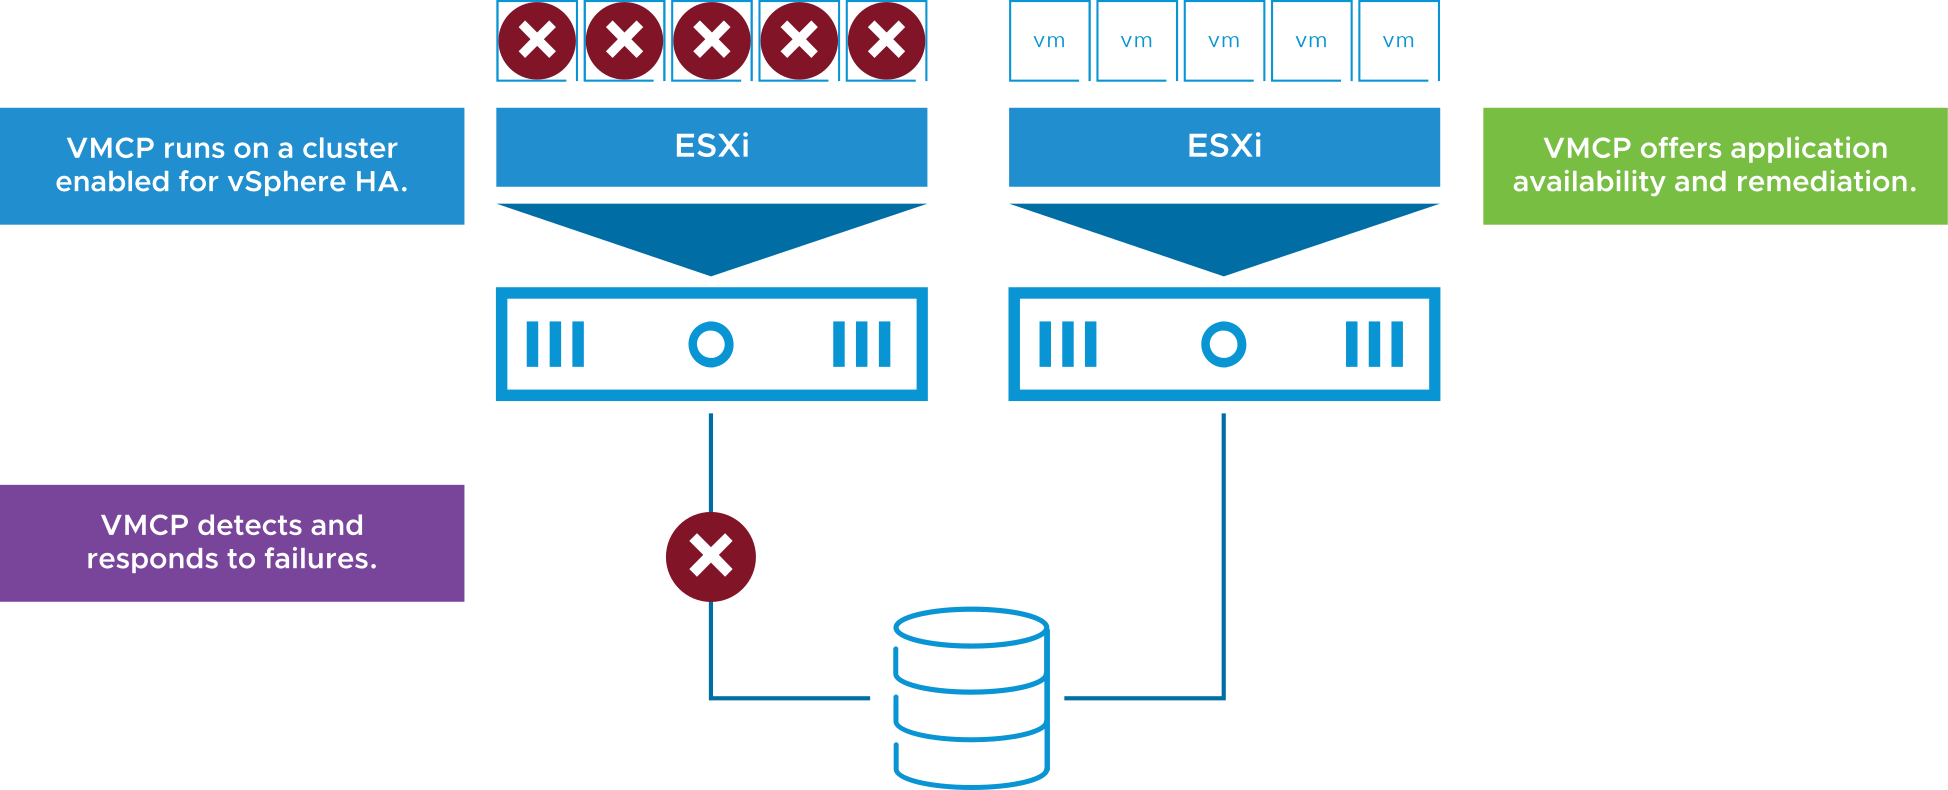 vm vm vm vm vm
VMCP runs on a cluster
enabled for vSphere HA.
ESXi
ESXi
VMCP offers application
availability and remediation.
VMCP detects and
responds to failures.